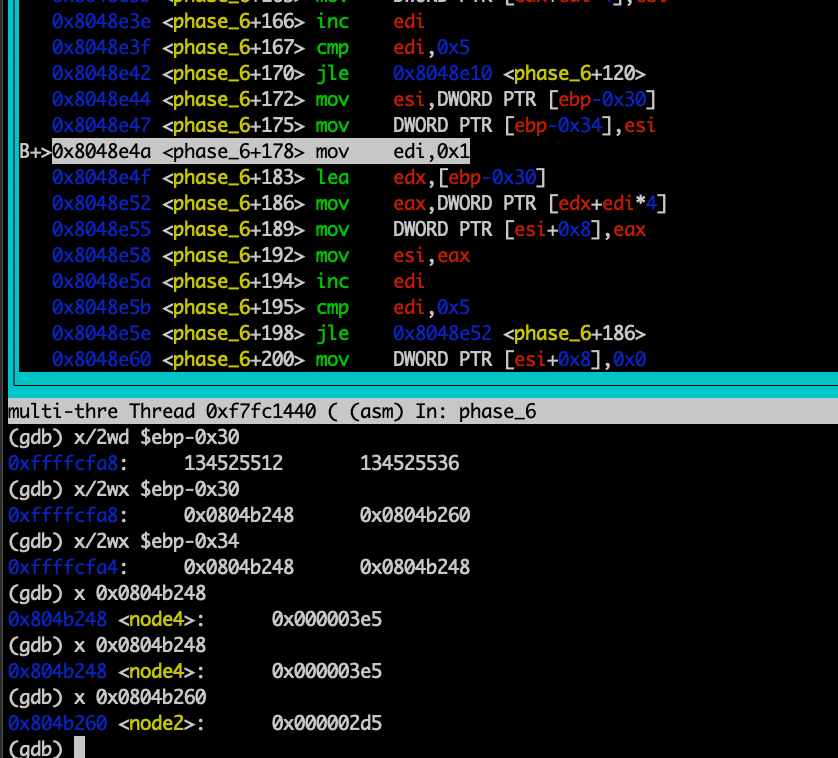 0x8048e3e <phase_6+166> inc edi
0x8048e3f <phase_6+167> cmp edi,0x5
0x8048e42 <phase_6+170> jle 0x8048e10 <phase_6+120>
0x8048e44 <phase_6+172> mov esi,DWORD PTR [ebp-0x30]
0x8048e47 <phase_6+175> mov DWORD PTR [ebp-0x34],esi
B+>0x8048e4a <phase_6+178> mov edi,0x1
0x8048e4f <phase_6+183> lea edx,[ebp-0x30]
0x8048e52 <phase_6+186> mov eax,DWORD PTR [edx+edi*4]
0x8048e55 <phase_6+189> mov DWORD PTR [esi+0x8],eax
0x8048e58 <phase_6+192> mov esi,eax
0x8048e5a <phase_6+194> inc edi
0x8048e5b <phase_6+195> cmp edi,0x5
0x8048e5e <phase_6+198> jle 0x8048e52 <phase_6+186>
0x8048e60 <phase_6+200> mov DWORD PTR [esi+0x8],0x0
multi-thre Thread 0xf7fc1440 ( (asm) In: phase_6
(gdb) x/2wd $ebp-0x30
0xffffcfa8: 134525512 134525536
(gdb) x/2wx $ebp-0x30
0xffffcfa8: 0x0804b248 0x0804b260
(gdb) x/2wx $ebp-0x34
0xffffcfa4: 0x0804b248 0x0804b248
(gdb) x 0x0804b248
0x804b248 <node4>: 0x000003e5
(gdb) x 0x0804b248
0x804b248 <node4>: 0x000003e5
(gdb) x 0x0804b260
0x804b260 <node2>: 0x000002d5
(gdb)